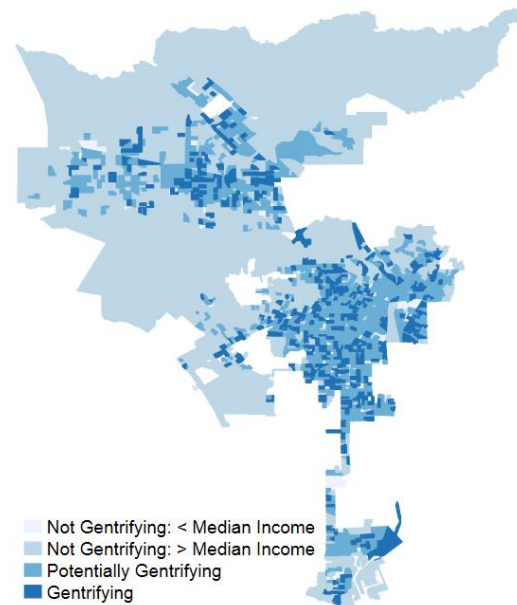 Not Gentrifying: < Median Income
Not Gentrifying: > Median Income
Potentially Gentrifying
Gentrifying